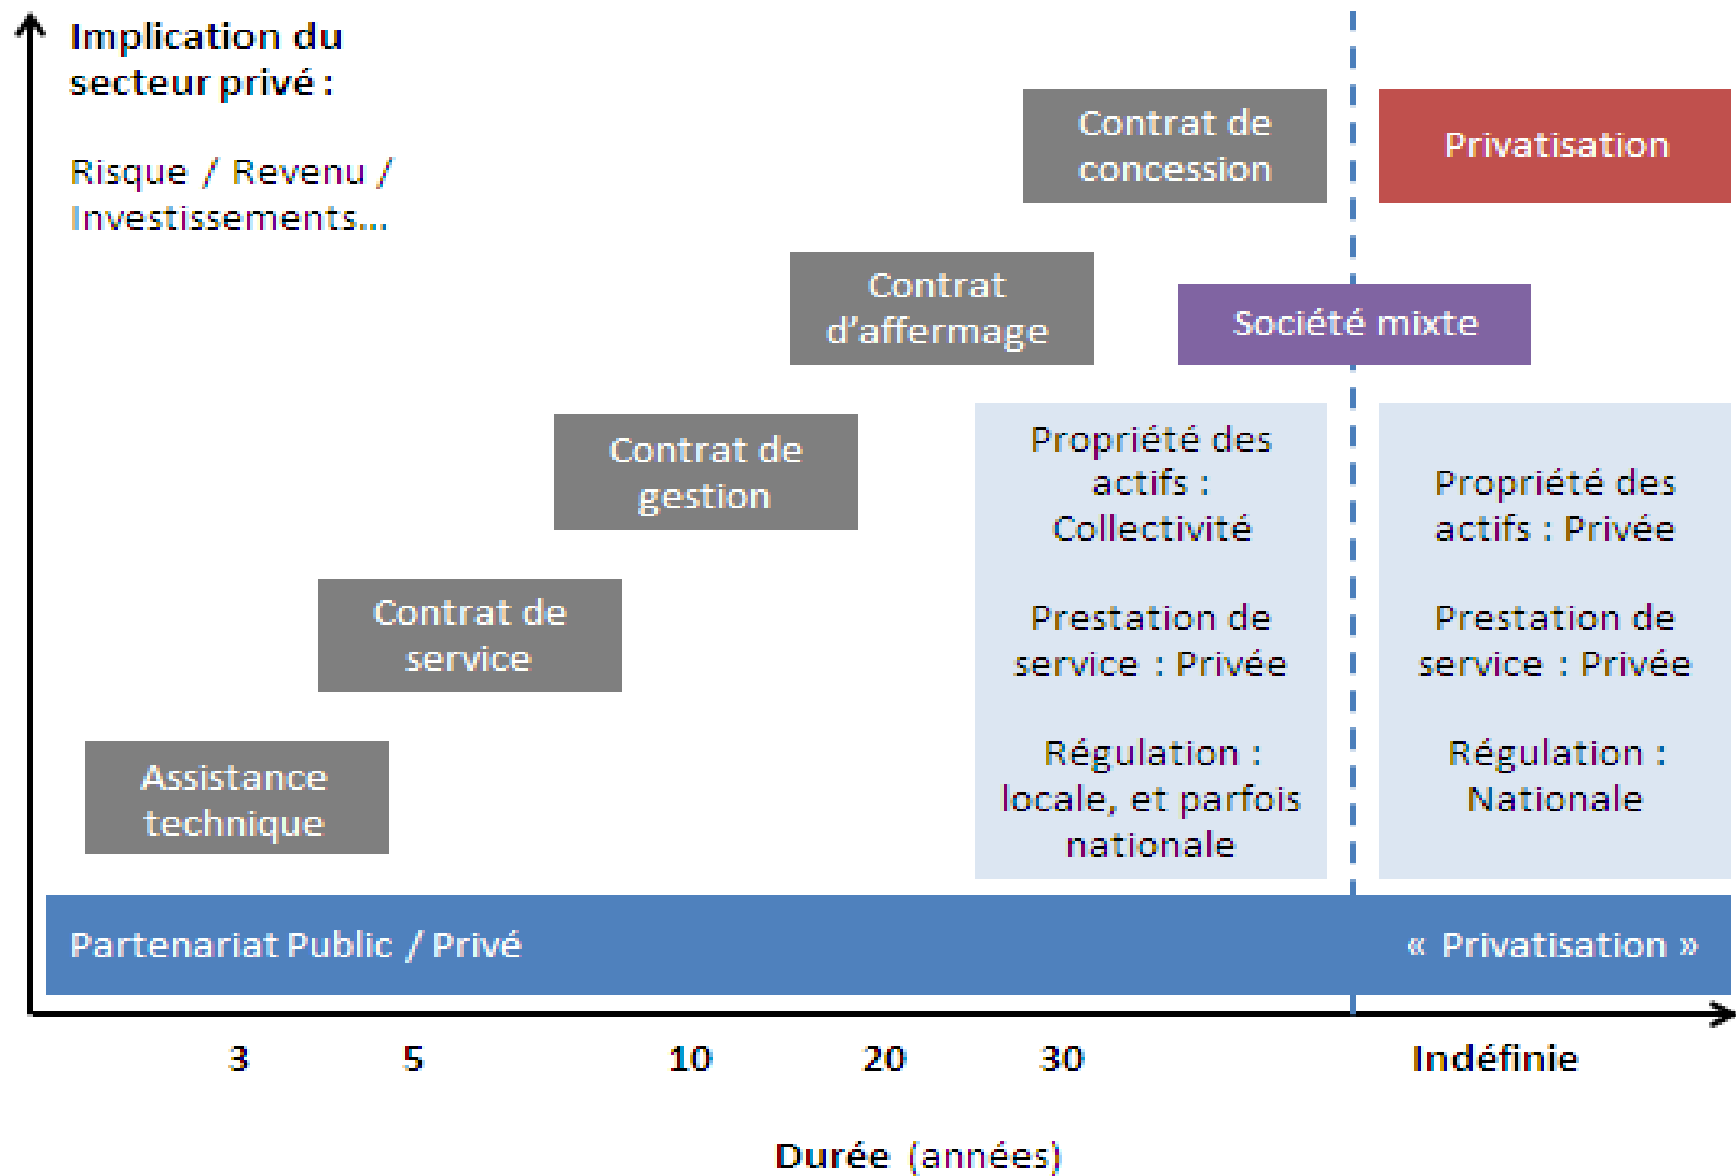 Implication du
secteur privé :
Risque / Revenu /
Investissements...
Contrat de
concession
Privatisation
Contrat
d'affermage
Société mixte
Contrat de
gestion
Contrat de
service
Assistance
technique
Propriété des
actifs :
Collectivité
Prestation de
service : Privée
Régulation :
locale, et parfois
nationale
Propriété des
actifs : Privée
Prestation de
service : Privée
Régulation :
Nationale
Partenariat Public / Privé
« Privatisation »
3 5 10 20 30 Indéfinie
Durée (années)